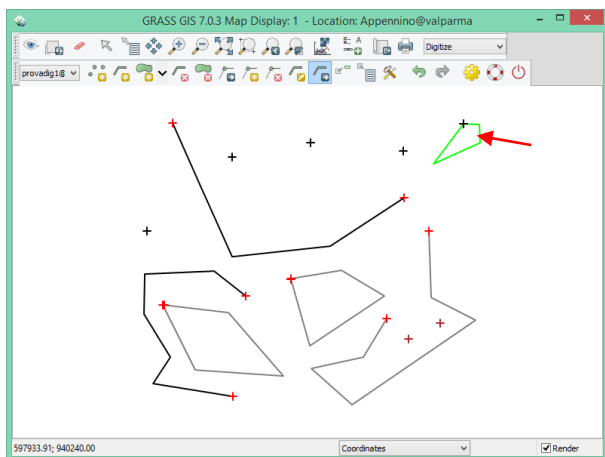 GRASS GIS 7.0.3 Map Display: 1 - Location: Appennino@valparma
Digitize
provadig1@
597933.91; 940240.00
Coordinates
Render